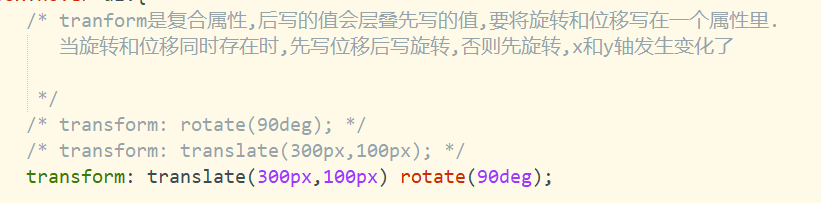 /* tranform是复合属性,后写的值会层叠先写的值,要将旋转和位移写在一个属性里.
当旋转和位移同时存在时,先写位移后写旋转,否则先旋转,x和y轴发生变化了
*/
/* transform: rotate(90deg); */
/* transform: translate(300px,100px); */
transform: translate(300px,100px) rotate(90deg);